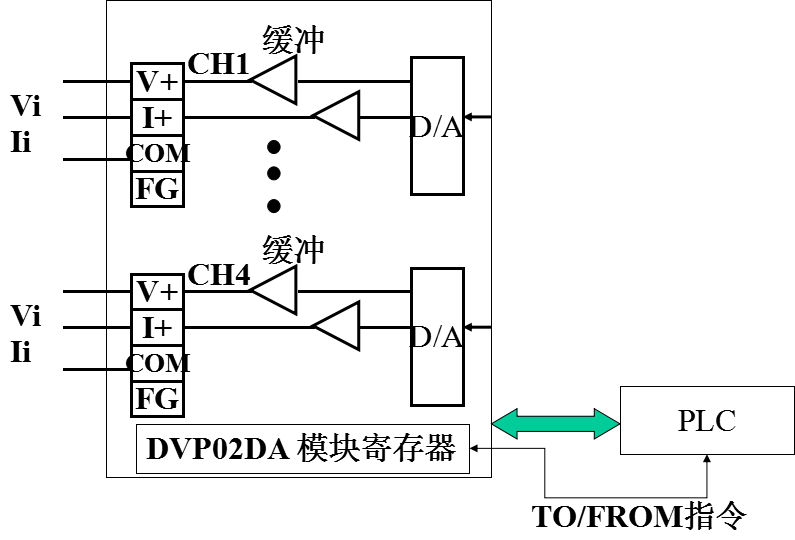 缓冲
CH1
V+
Vi
I+
Ii
COM
FG
D/A
缓冲
CH4
V+
Vi
I+
Ii
COM
FG
D/A
PLC
DVP02DA 模块寄存器
TO/FROM指令